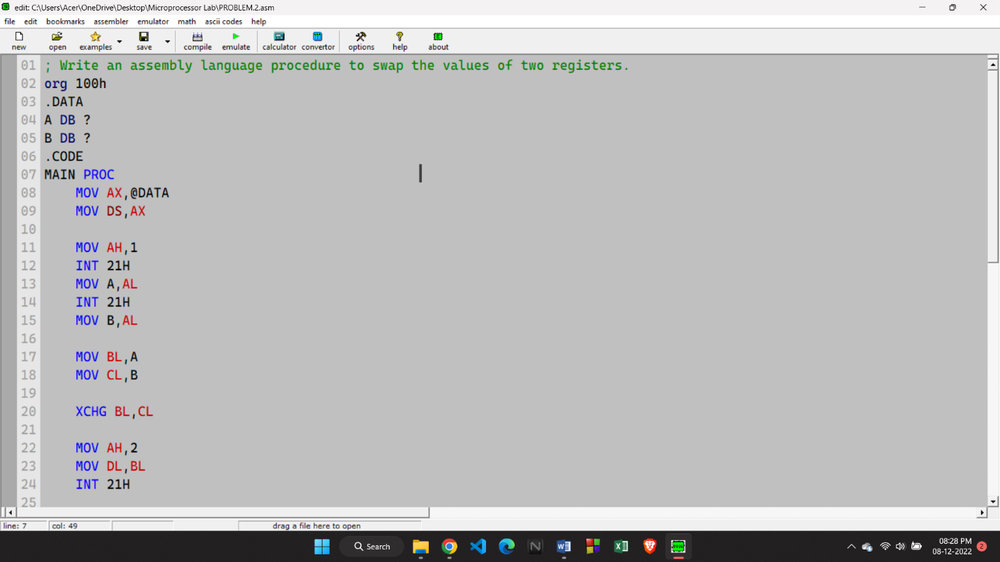 edit: C:\Users\Acer\OneDrive\Desktop\Microprocessor Lab\PROBLEM.2.asm
file edit bookmarks assembler emulator math ascii codes help
new open examples save compile emulate calculator convertor options help about
01 ; Write an assembly language procedure to swap the values of two registers.
02 org 100h
03 .DATA
04 A DB ?
05 B DB ?
06 .CODE
07 MAIN PROC
08 MOV AX,@DATA
09 MOV DS,AX
10
11 MOV AH,1
12 INT 21H
13 MOV A,AL
14 INT 21H
15 MOV B,AL
16
17 MOV BL,A
18 MOV CL,B
19
20 XCHG BL,CL
21
22 MOV AH,2
23 MOV DL,BL
24 INT 21H
25
line: 7 col: 49 drag a file here to open
Search
08:28 PM
08-12-2022 2